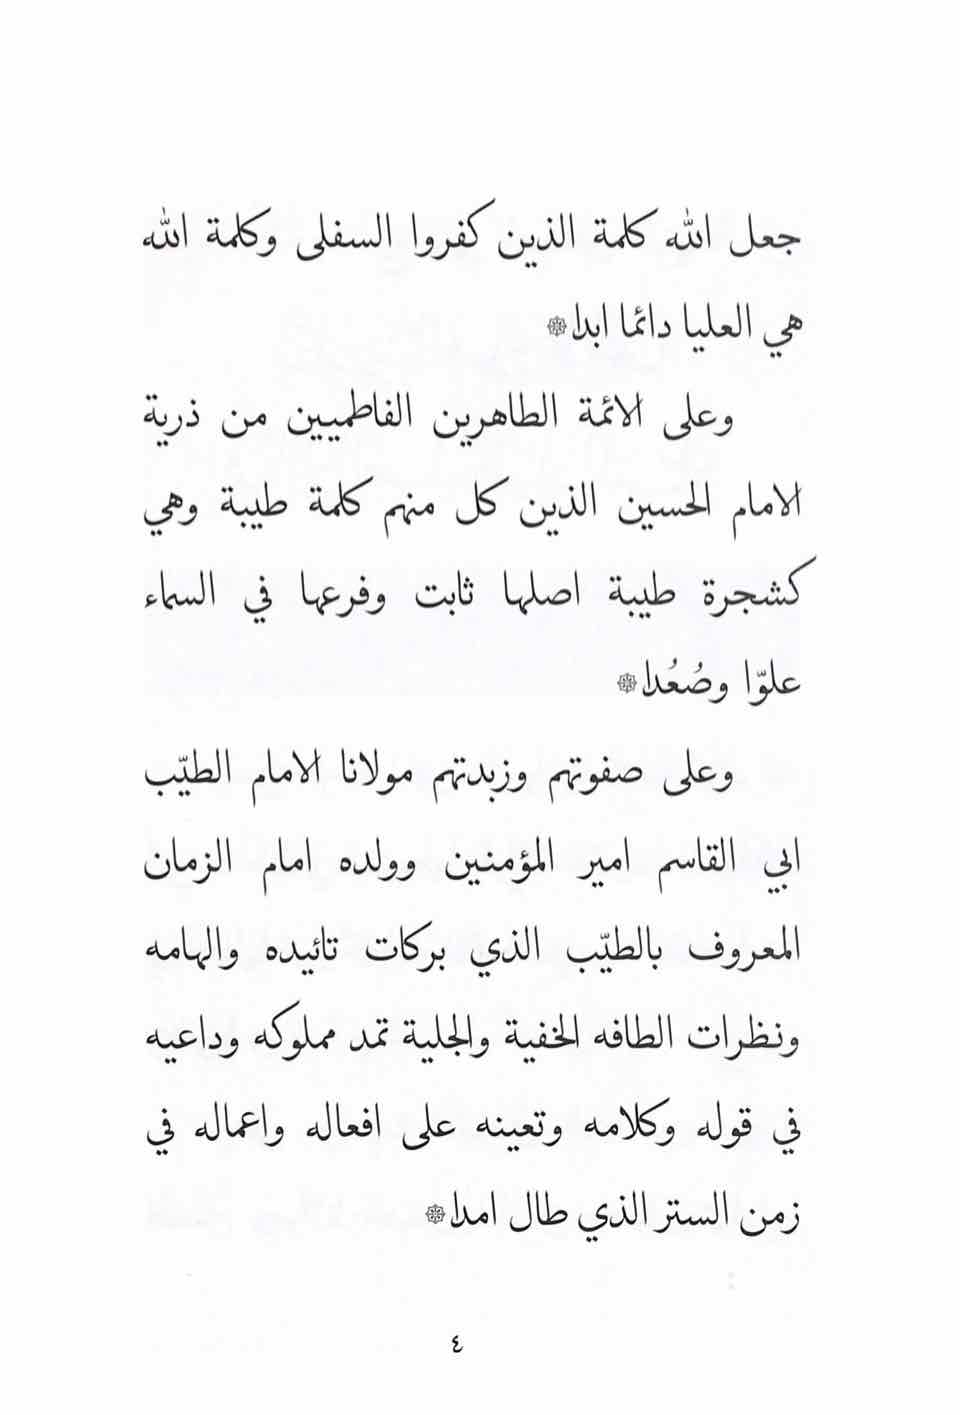 جعل الله كلمة الذين كفروا السفلى وكلمة الله
هي العليا دائما ابدا۞
وعلى الائمة الطاهرين الفاطميين من ذرية
الامام الحسين الذين كل منهم كلمة طيبة وهي
كشجرة طيبة اصلها ثابت وفرعها في السماء
علوّا وصُعُدا۞
وعلى صفوتهم وزبدتهم مولانا الامام الطيّب
ابي القاسم امير المؤمنين وولده امام الزمان
المعروف بالطيّب الذي بركات تائيده والهامه
ونظرات الطافه الخفية والجلية تمد مملوكه وداعيه
في قوله وكلامه وتعينه على افعاله واعماله في
زمن الستر الذي طال امدا۞
٤